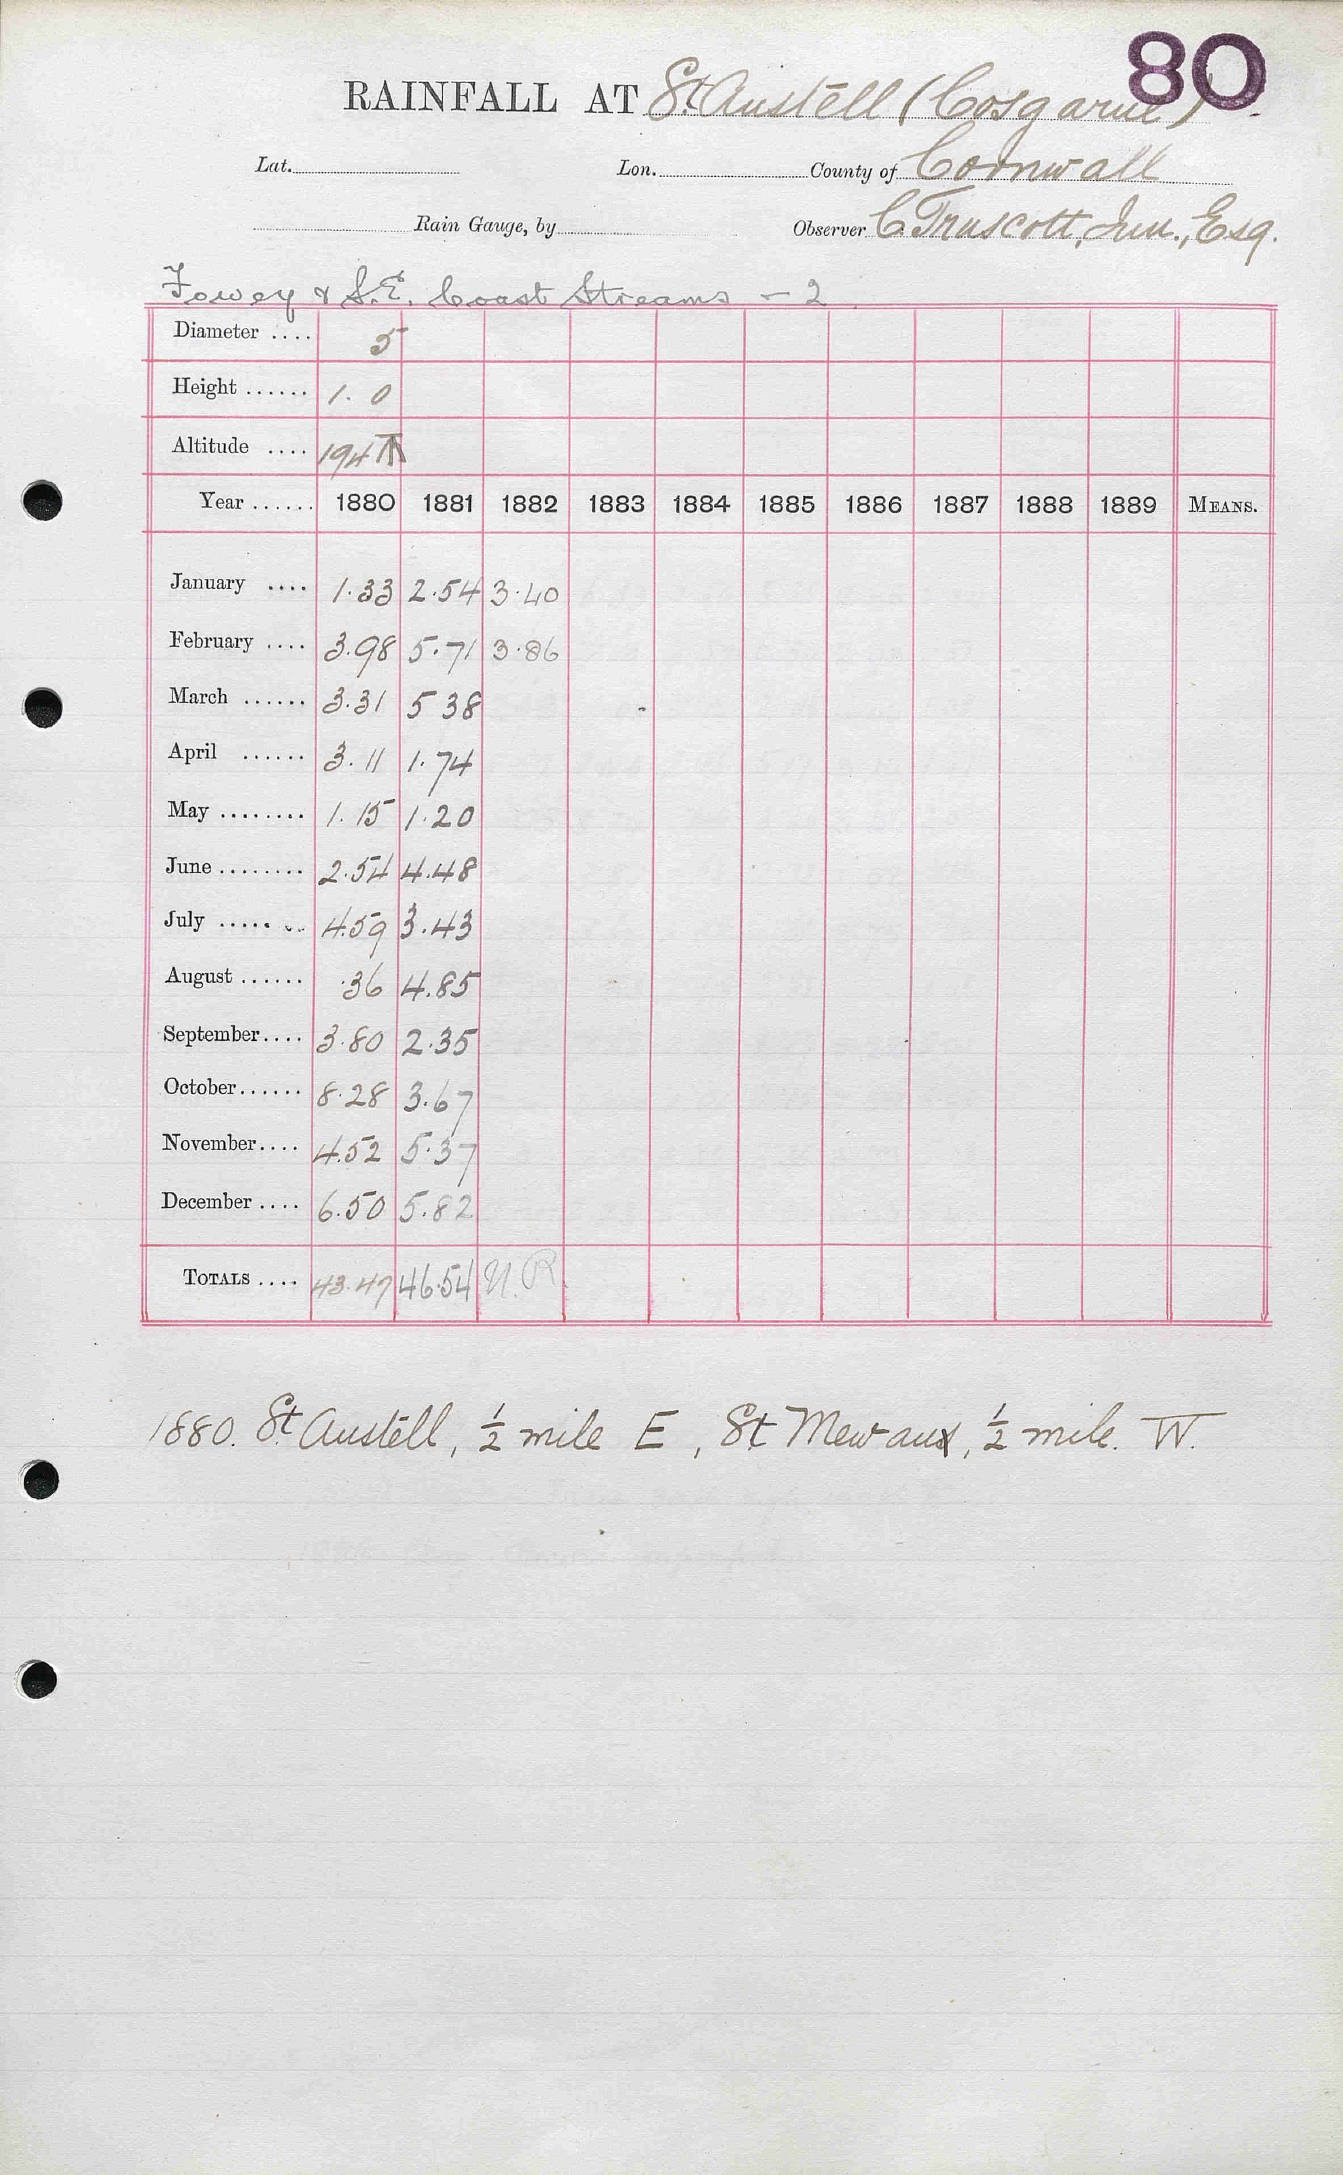 80
RAINFALL AT St. Austell (Cosgarne)
Lat. Lon. County of Cornwall
Rain Gauge, by Observer C. Truscott, Jun., Esq.
Fowey & S.E. Coast Streams - 2
Diameter .... 5
Height ...... 1. 0
Altitude .... 194 T
Year ...... 1880 1881 1882 1883 1884 1885 1886 1887 1888 1889 MEANS.
January .... 1.33 2.54 3.40
February .... 3.98 5.71 3.86
March ...... 3.31 5 38
April ...... 3.11 1.74
May ........ 1.15 1.20
June ........ 2.54 4.48
July ........ 4.59 3.43
August ...... .36 4.85
September.... 3.80 2.35
October...... 8.28 3.67
November.... 4.52 5.37
December .... 6.50 5.82
TOTALS .... 43.47 46.54 N.R.
1880. St. Austell, ½ mile E, St. Mewaux, ½ mile. W.